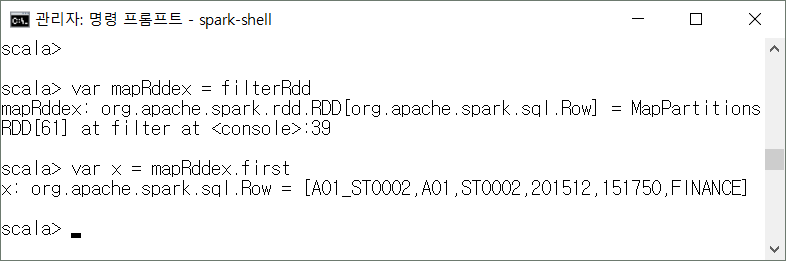 관리자: 명령 프롬프트 - spark-shell
scala>
scala> var mapRddex = filterRdd
mapRddex: org.apache.spark.rdd.RDD[org.apache.spark.sql.Row] = MapPartitions
RDD[61] at filter at <console>:39
scala> var x = mapRddex.first
x: org.apache.spark.sql.Row = [A01_ST0002,A01,ST0002,201512,151750,FINANCE]
scala>